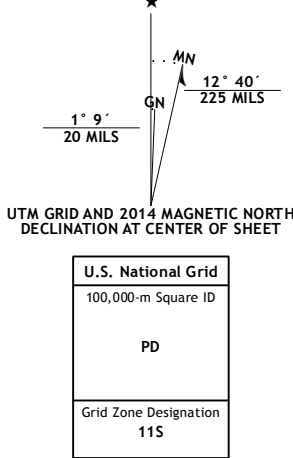 ★
MN
GN
12° 40´
225 MILS
1° 9´
20 MILS
UTM GRID AND 2014 MAGNETIC NORTH
DECLINATION AT CENTER OF SHEET
U.S. National Grid
100,000-m Square ID
PD
Grid Zone Designation
11S